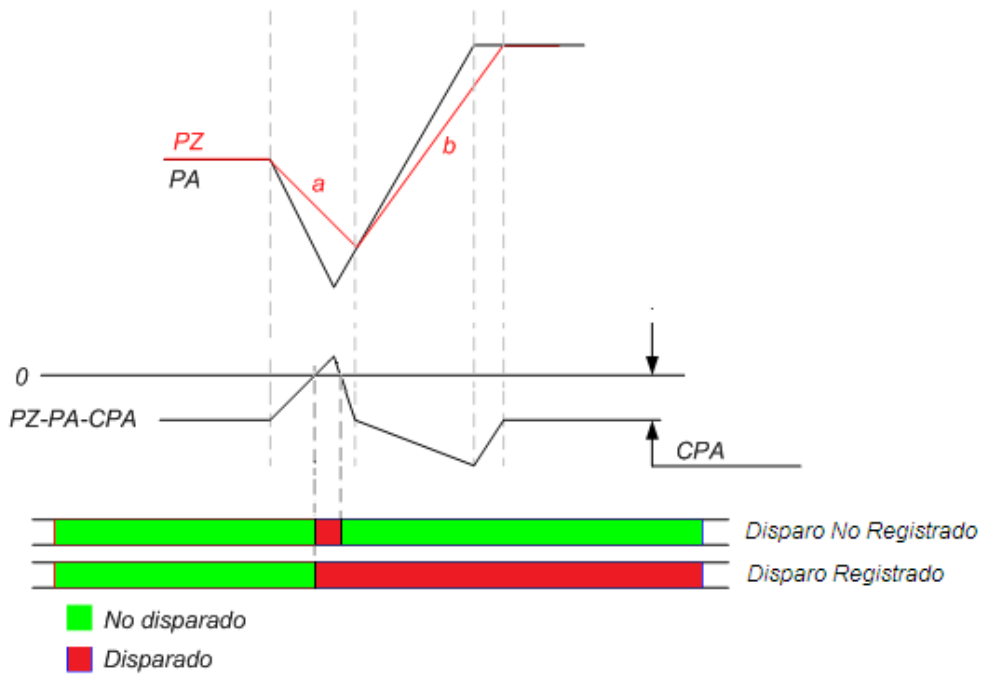 PZ
PA
a
b
0
PZ-PA-CPA
CPA
Disparo No Registrado
Disparo Registrado
No disparado
Disparado